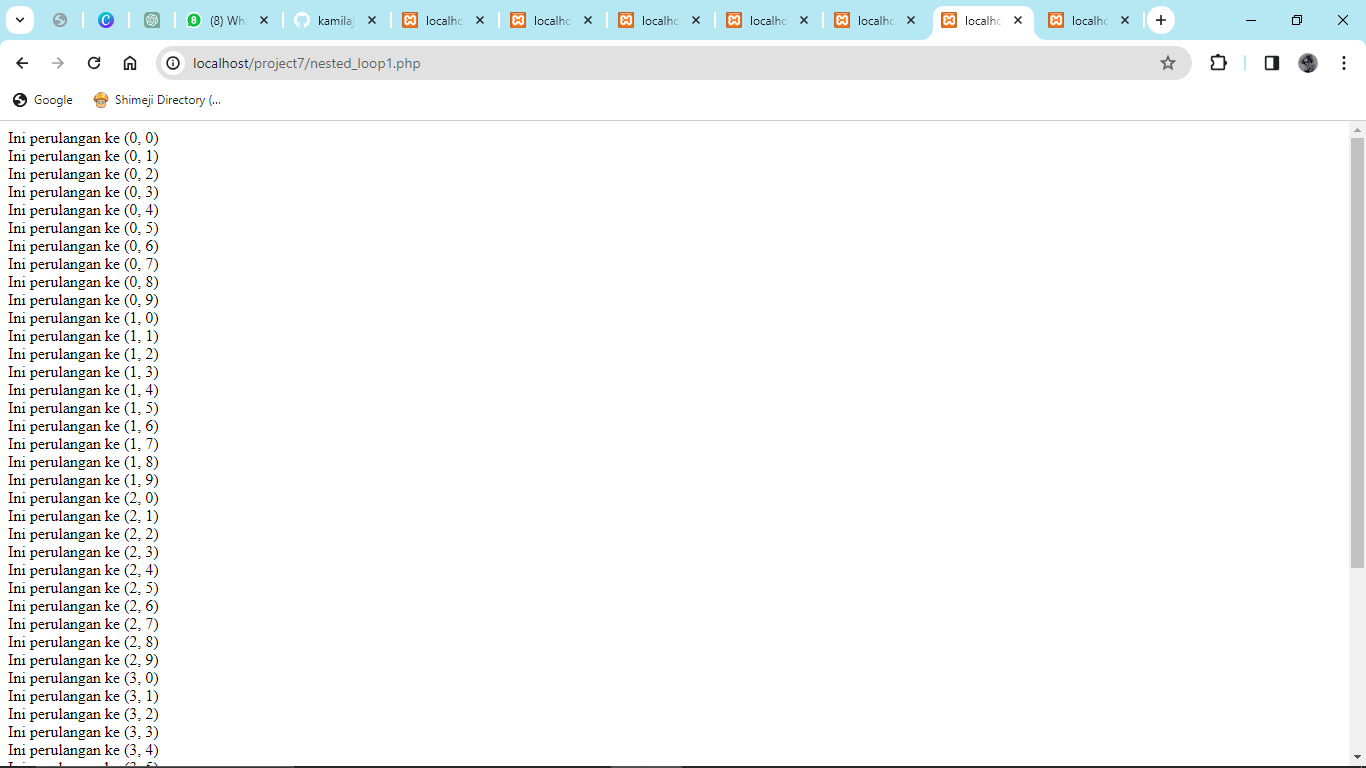 (8) Wh
kamilaj
localho
localho
localho
localho
localho
localho
localho
localhost/project7/nested_loop1.php
Google
Shimeji Directory (...
Ini perulangan ke (0, 0)
Ini perulangan ke (0, 1)
Ini perulangan ke (0, 2)
Ini perulangan ke (0, 3)
Ini perulangan ke (0, 4)
Ini perulangan ke (0, 5)
Ini perulangan ke (0, 6)
Ini perulangan ke (0, 7)
Ini perulangan ke (0, 8)
Ini perulangan ke (0, 9)
Ini perulangan ke (1, 0)
Ini perulangan ke (1, 1)
Ini perulangan ke (1, 2)
Ini perulangan ke (1, 3)
Ini perulangan ke (1, 4)
Ini perulangan ke (1, 5)
Ini perulangan ke (1, 6)
Ini perulangan ke (1, 7)
Ini perulangan ke (1, 8)
Ini perulangan ke (1, 9)
Ini perulangan ke (2, 0)
Ini perulangan ke (2, 1)
Ini perulangan ke (2, 2)
Ini perulangan ke (2, 3)
Ini perulangan ke (2, 4)
Ini perulangan ke (2, 5)
Ini perulangan ke (2, 6)
Ini perulangan ke (2, 7)
Ini perulangan ke (2, 8)
Ini perulangan ke (2, 9)
Ini perulangan ke (3, 0)
Ini perulangan ke (3, 1)
Ini perulangan ke (3, 2)
Ini perulangan ke (3, 3)
Ini perulangan ke (3, 4)